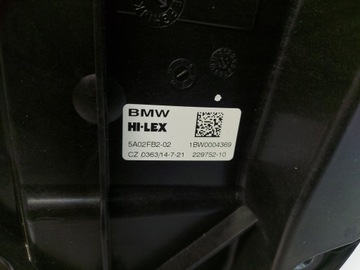 BMW
HI-LEX
5A02FB2-02 1BW0004369
CZ 0363/14-7-21 229752-10